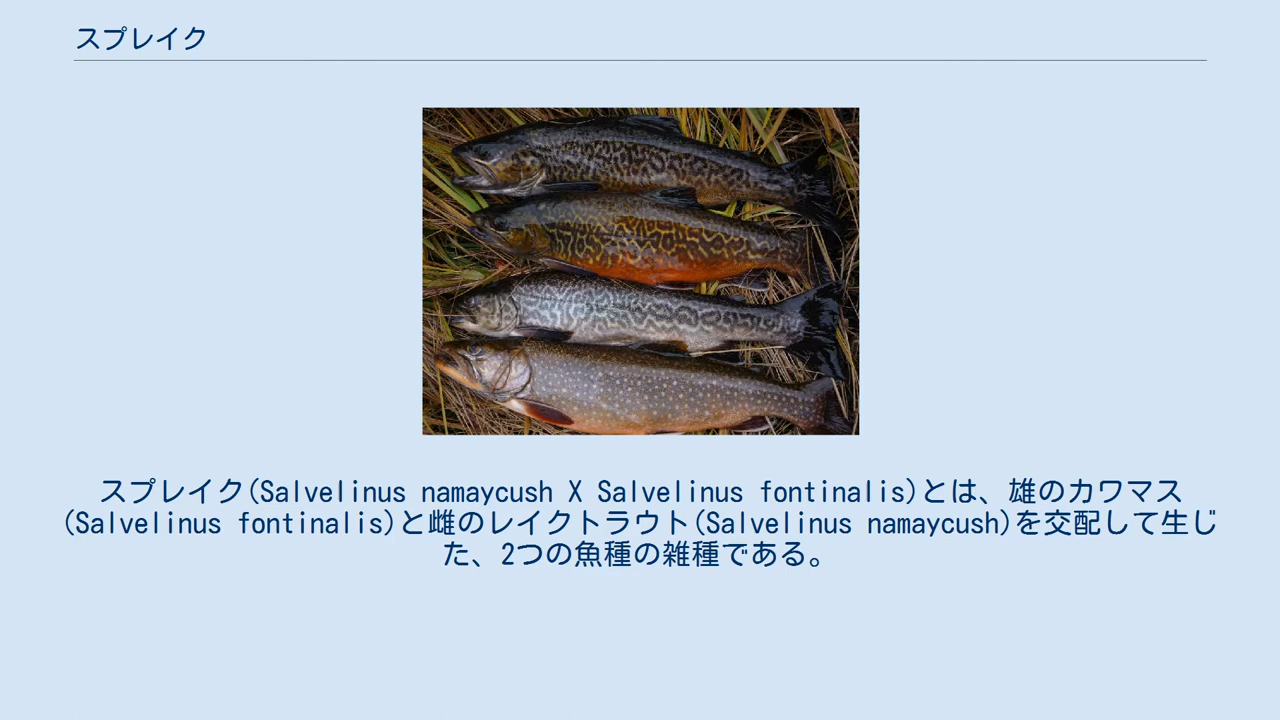 スプレイク
スプレイク(Salvelinus namaycush X Salvelinus fontinalis)とは、雄のカワマス
(Salvelinus fontinalis)と雌のレイクトラウト(Salvelinus namaycush)を交配して生じ
た、2つの魚種の雑種である。